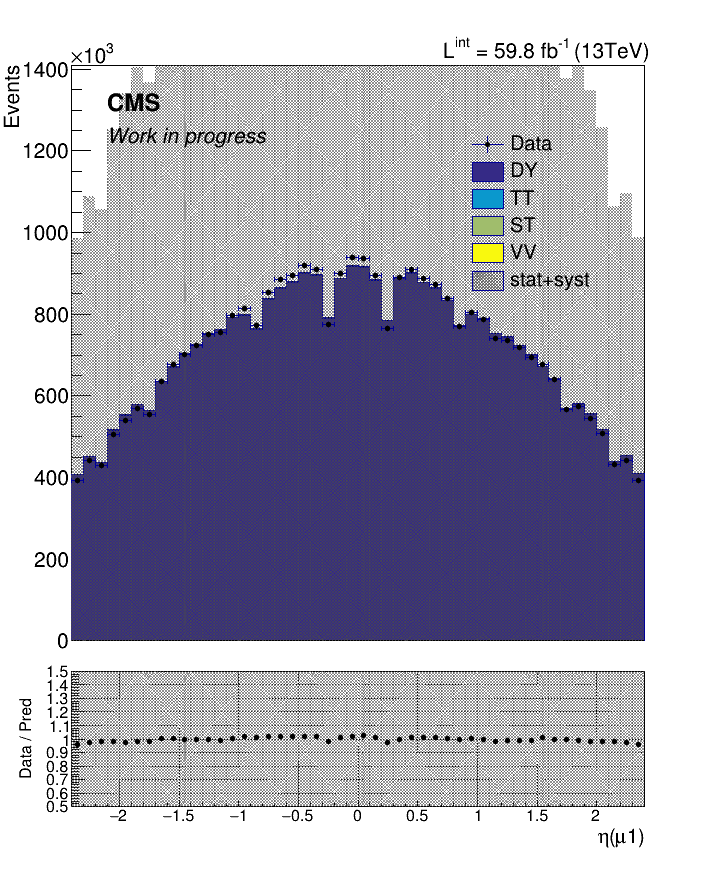 ×10³
L^int = 59.8 fb⁻¹ (13TeV)
Events
1400
1200
1000
800
600
400
200
0
CMS
Work in progress
Data
DY
TT
ST
VV
stat+syst
Data / Pred
1.5
1.4
1.3
1.2
1.1
1
0.9
0.8
0.7
0.6
0.5
−2 −1.5 −1 −0.5 0 0.5 1 1.5 2
η(μ1)